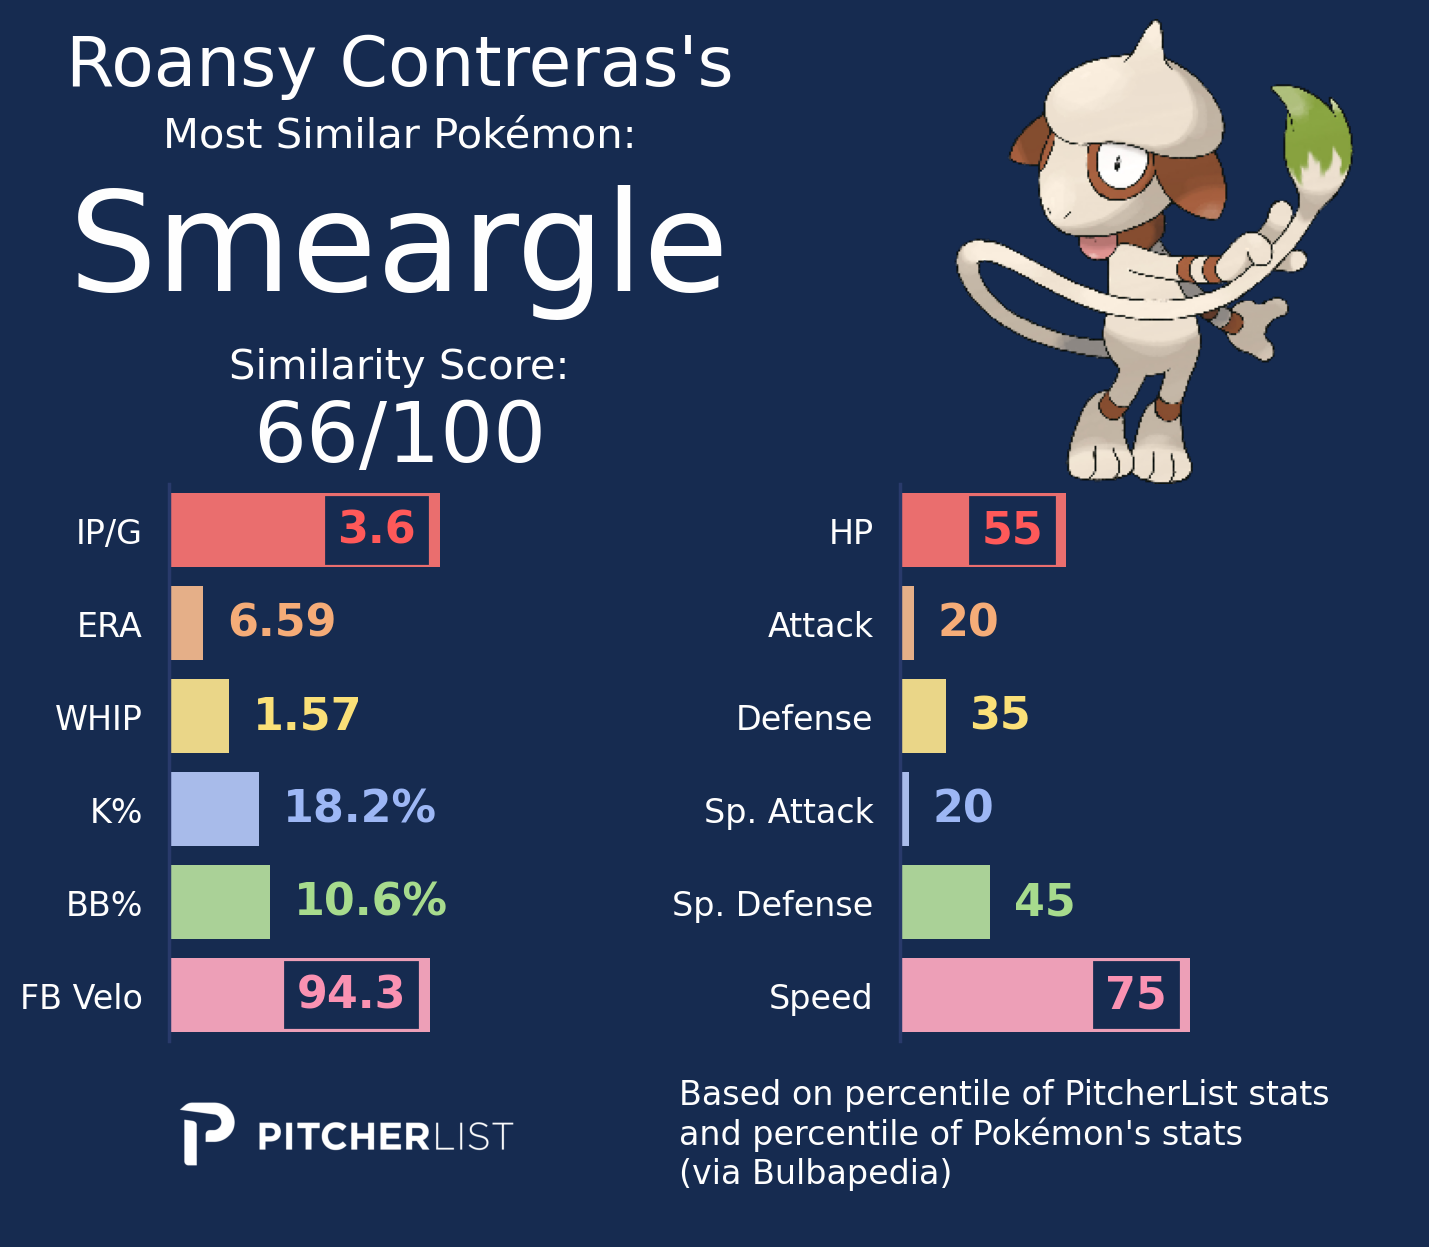 Roansy Contreras's
Most Similar Pokémon:
Smeargle
Similarity Score:
66/100
IP/G 3.6
ERA 6.59
WHIP 1.57
K% 18.2%
BB% 10.6%
FB Velo 94.3
HP 55
Attack 20
Defense 35
Sp. Attack 20
Sp. Defense 45
Speed 75
PITCHERLIST
Based on percentile of PitcherList stats
and percentile of Pokémon's stats
(via Bulbapedia)